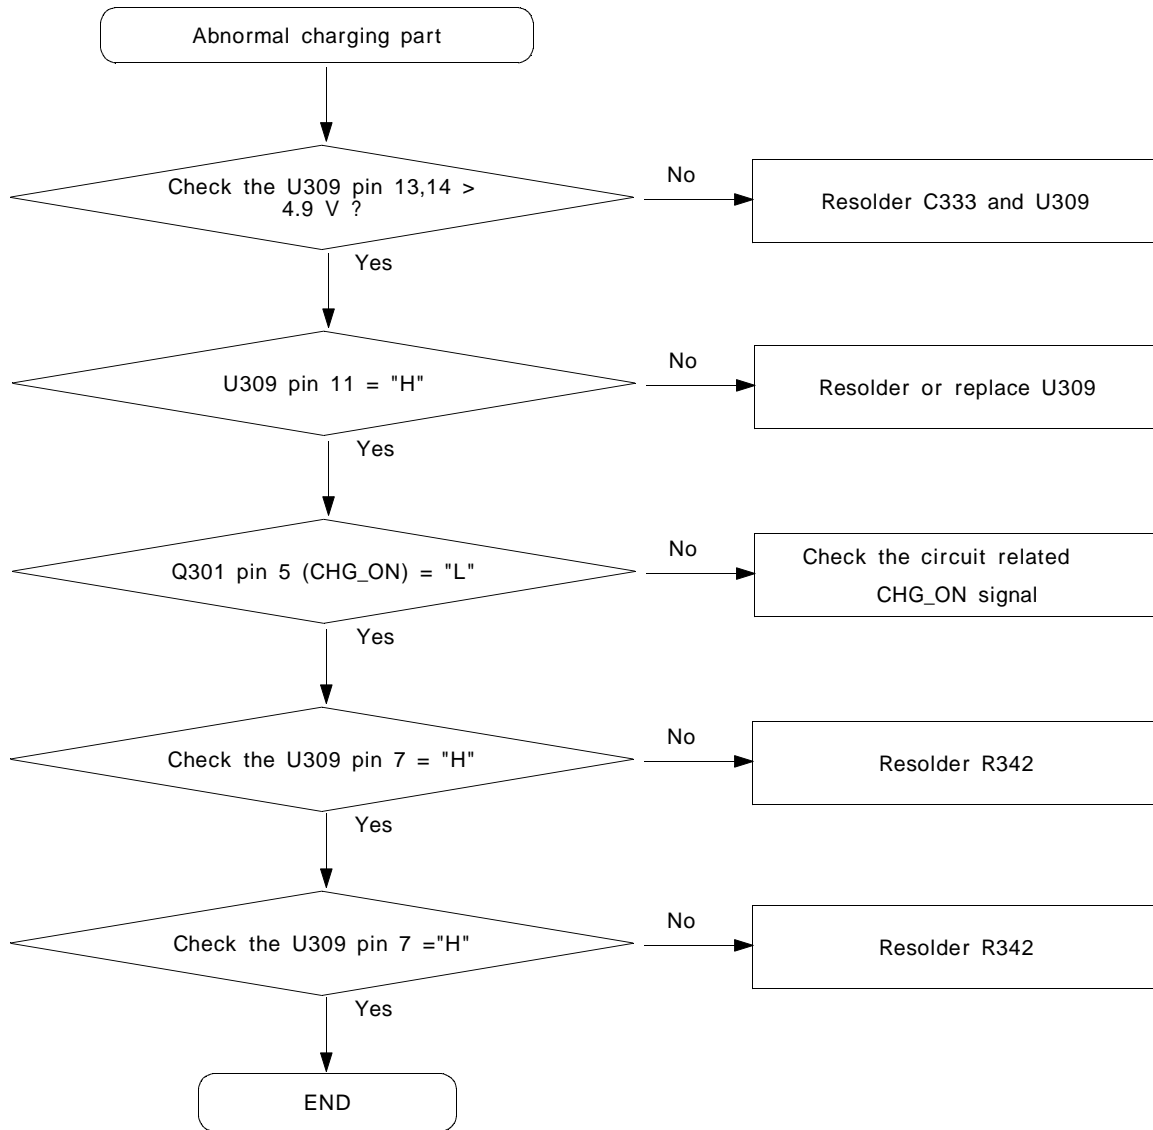 Abnormal charging part
Check the U309 pin 13,14 >
4.9 V ?
No
Resolder C333 and U309
Yes
U309 pin 11 = "H"
No
Resolder or replace U309
Yes
Q301 pin 5 (CHG_ON) = "L"
No
Check the circuit related
CHG_ON signal
Yes
Check the U309 pin 7 = "H"
No
Resolder R342
Yes
Check the U309 pin 7 ="H"
No
Resolder R342
Yes
END